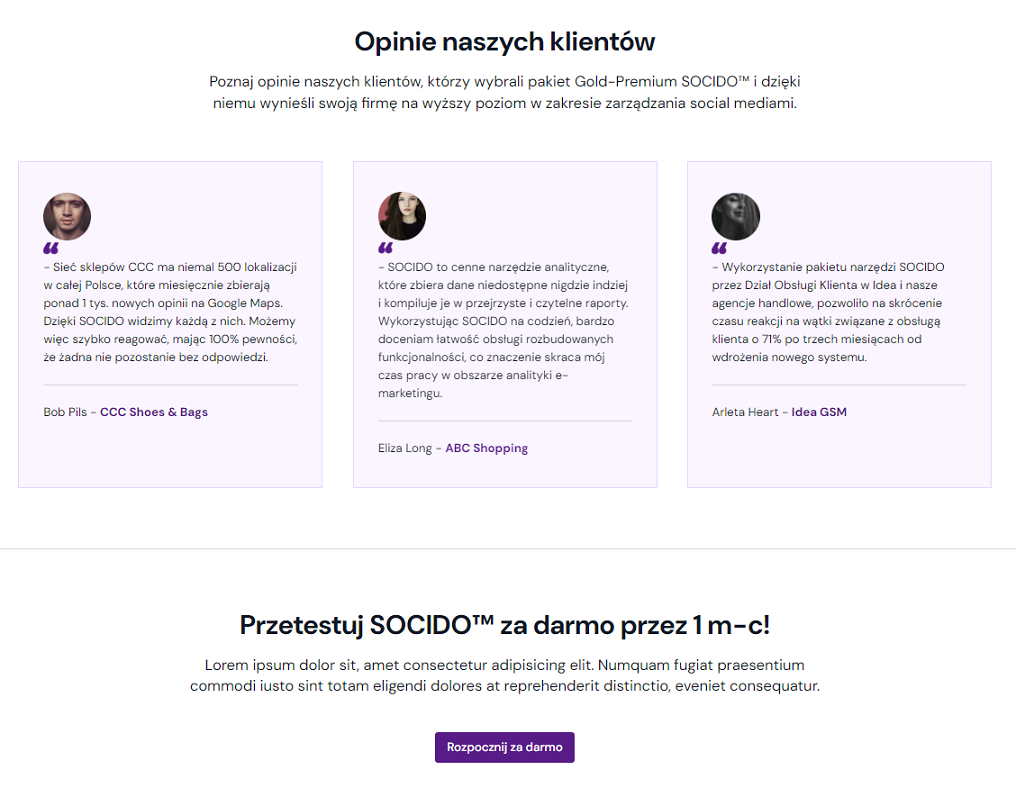 Opinie naszych klientów
Poznaj opinie naszych klientów, którzy wybrali pakiet Gold-Premium SOCIDO™ i dzięki
niemu wynieśli swoją firmę na wyższy poziom w zakresie zarządzania social mediami.
“
- Sieć sklepów CCC ma niemal 500 lokalizacji
w całej Polsce, które miesięcznie zbierają
ponad 1 tys. nowych opinii na Google Maps.
Dzięki SOCIDO widzimy każdą z nich. Możemy
więc szybko reagować, mając 100% pewności,
że żadna nie pozostanie bez odpowiedzi.
Bob Pils - CCC Shoes & Bags
“
- SOCIDO to cenne narzędzie analityczne,
które zbiera dane niedostępne nigdzie indziej
i kompiluje je w przejrzyste i czytelne raporty.
Wykorzystując SOCIDO na codzień, bardzo
doceniam łatwość obsługi rozbudowanych
funkcjonalności, co znacznie skraca mój
czas pracy w obszarze analityki e-
marketingu.
Eliza Long - ABC Shopping
“
- Wykorzystanie pakietu narzędzi SOCIDO
przez Dział Obsługi Klienta w Idea i nasze
agencje handlowe, pozwoliło na skrócenie
czasu reakcji na wątki związane z obsługą
klienta o 71% po trzech miesiącach od
wdrożenia nowego systemu.
Arleta Heart - Idea GSM
Przetestuj SOCIDO™ za darmo przez 1 m-c!
Lorem ipsum dolor sit, amet consectetur adipisicing elit. Numquam fugiat praesentium
commodi iusto sint totam eligendi dolores at reprehenderit distinctio, eveniet consequatur.
Rozpocznij za darmo